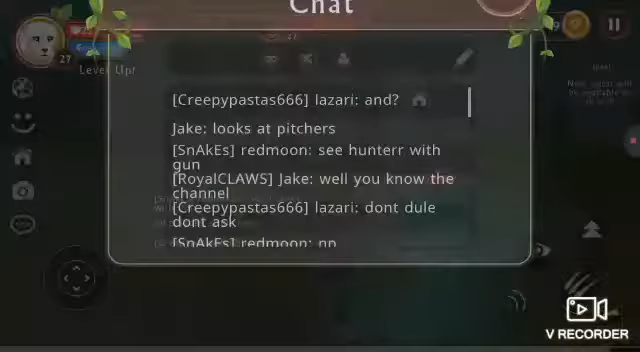 Chat
27
Level Up!
[Creepypastas666] lazari: and?
Jake: looks at pitchers
[SnAkEs] redmoon: see hunterr with
gun
[RoyalCLAWS] Jake: well you know the
channel
[Creepypastas666] lazari: dont dule
dont ask
[SnAkEs] redmoon: np
V RECORDER